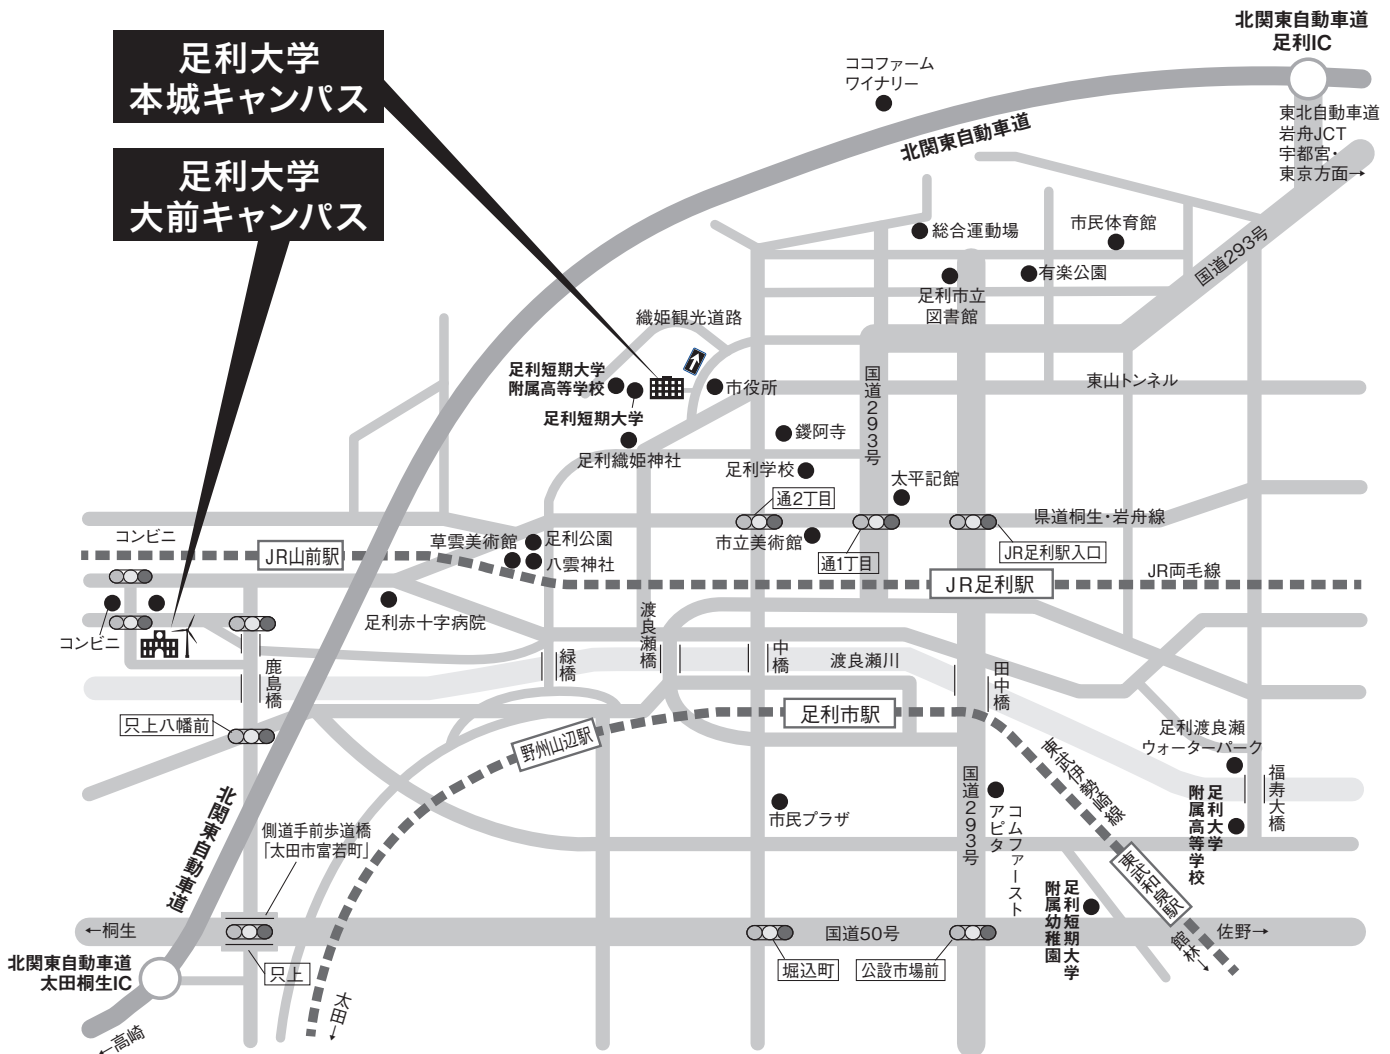 足利大学
本城キャンパス
足利大学
大前キャンパス
北関東自動車道
足利IC
ココファーム
ワイナリー
北関東自動車道
東北自動車道
岩舟JCT
宇都宮・
東京方面→
総合運動場
市民体育館
国道293号
有楽公園
足利市立
図書館
織姫観光道路
足利短期大学
附属高等学校
足利短期大学
市役所
国道293号
東山トンネル
鑁阿寺
足利織姫神社
足利学校
太平記館
通2丁目
県道桐生・岩舟線
コンビニ
JR山前駅
草雲美術館
足利公園
八雲神社
市立美術館
通1丁目
JR足利駅入口
JR足利駅
JR両毛線
コンビニ
足利赤十字病院
渡良瀬橋
鹿島橋
緑橋
中橋
渡良瀬川
田中橋
只上八幡前
足利市駅
野州山辺駅
足利渡良瀬
ウォーターパーク
東武伊勢崎線
福寿大橋
北関東自動車道
側道手前歩道橋
「太田市富若町」
市民プラザ
国道293号
アピタ
コムファースト
足利大学
附属高等学校
東武和泉駅
足利短期大学
附属幼稚園
←桐生
国道50号
佐野→
館林→
北関東自動車道
太田桐生IC
只上
堀込町
公設市場前
太田→
←高崎